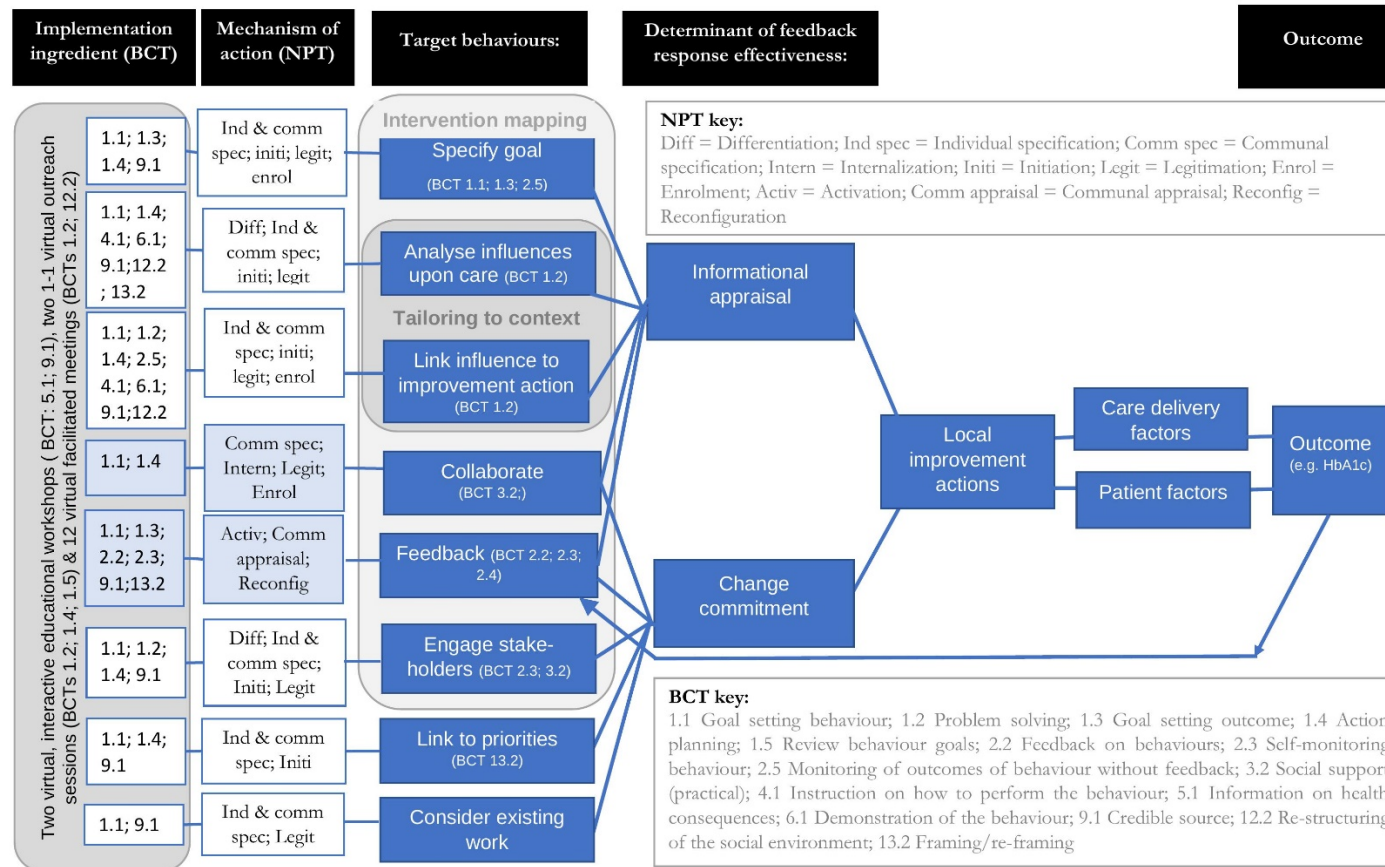 Implementation
ingredient (BCT)
Mechanism of
action (NPT)
Target behaviours:
Determinant of feedback
response effectiveness:
Outcome
Two virtual, interactive educational workshops ( BCT: 5.1; 9.1), two 1-1 virtual outreach
sessions (BCTs 1.2; 1.4; 1.5) & 12 virtual facilitated meetings (BCTs 1.2; 12.2)
1.1; 1.3;
1.4; 9.1
Ind & comm
spec; initi; legit;
enrol
Intervention mapping
Specify goal
(BCT 1.1; 1.3; 2.5)
1.1; 1.4;
4.1; 6.1;
9.1;12.2
; 13.2
Diff; Ind &
comm spec;
initi; legit
Analyse influences
upon care (BCT 1.2)
Tailoring to context
1.1; 1.2;
1.4; 2.5;
4.1; 6.1;
9.1;12.2
Ind & comm
spec; initi;
legit; enrol
Link influence to
improvement action
(BCT 1.2)
1.1; 1.4
Comm spec;
Intern; Legit;
Enrol
Collaborate
(BCT 3.2;)
1.1; 1.3;
2.2; 2.3;
9.1;13.2
Activ; Comm
appraisal;
Reconfig
Feedback (BCT 2.2; 2.3;
2.4)
1.1; 1.2;
1.4; 9.1
Diff; Ind &
comm spec;
Initi; Legit
Engage stake-
holders (BCT 2.3; 3.2)
1.1; 1.4;
9.1
Ind & comm
spec; Initi
Link to priorities
(BCT 13.2)
1.1; 9.1
Ind & comm
spec; Legit
Consider existing
work
NPT key:
Diff = Differentiation; Ind spec = Individual specification; Comm spec = Communal
specification; Intern = Internalization; Initi = Initiation; Legit = Legitimation; Enrol =
Enrolment; Activ = Activation; Comm appraisal = Communal appraisal; Reconfig =
Reconfiguration
Informational
appraisal
Change
commitment
Local
improvement
actions
Care delivery
factors
Patient factors
Outcome
(e.g. HbA1c)
BCT key:
1.1 Goal setting behaviour; 1.2 Problem solving; 1.3 Goal setting outcome; 1.4 Action
planning; 1.5 Review behaviour goals; 2.2 Feedback on behaviours; 2.3 Self-monitoring
behaviour; 2.5 Monitoring of outcomes of behaviour without feedback; 3.2 Social support
(practical); 4.1 Instruction on how to perform the behaviour; 5.1 Information on health
consequences; 6.1 Demonstration of the behaviour; 9.1 Credible source; 12.2 Re-structuring
of the social environment; 13.2 Framing/re-framing